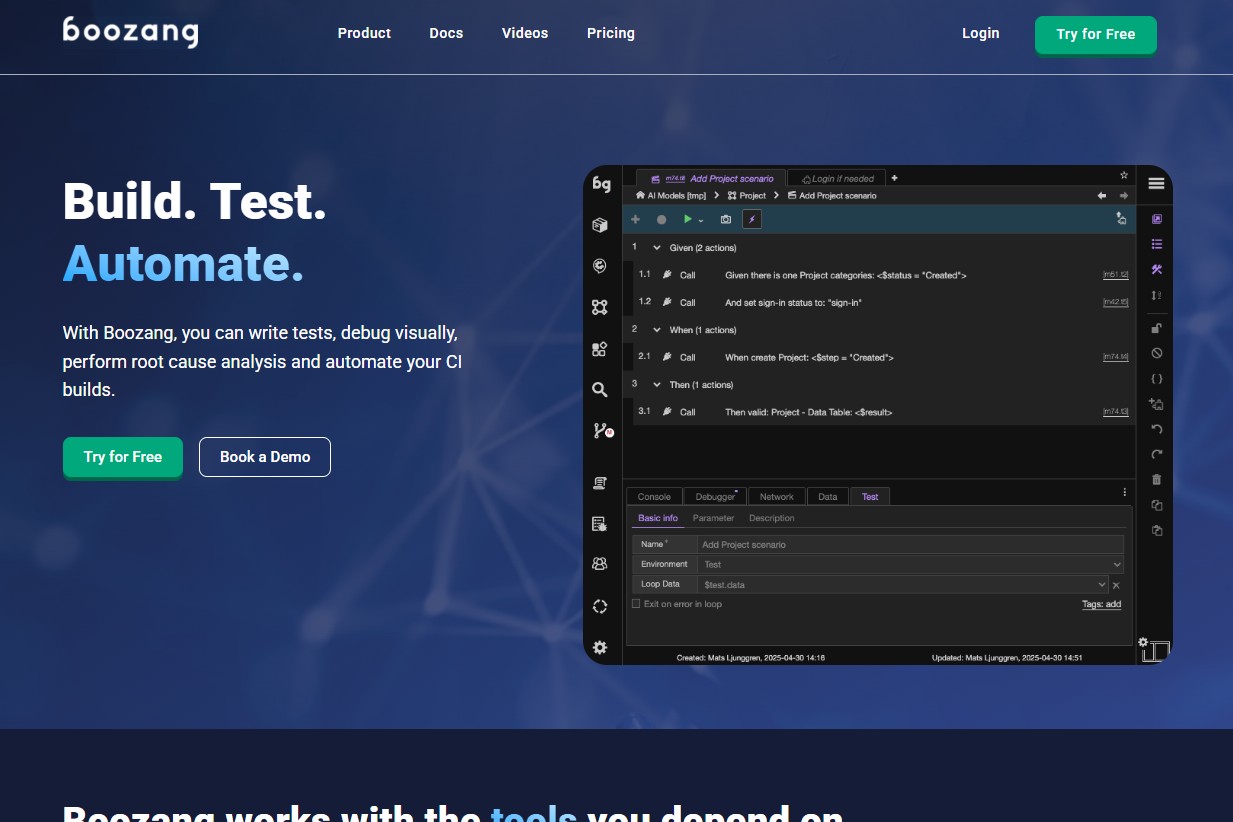 boozang
Product Docs Videos Pricing
Login
Try for Free
Build. Test.
Automate.
With Boozang, you can write tests, debug visually,
perform root cause analysis and automate your CI
builds.
Try for Free
Book a Demo
bg
m74.18 Add Project scenario
Login if needed
+
AI Models [tmp] Project Add Project scenario
1 Given (2 actions)
1.1 Call Given there is one Project categories: <$status = "Created"> [m51.12]
1.2 Call And set sign-in status to: "sign-in" [m42.15]
2 When (1 actions)
2.1 Call When create Project: <$step = "Created"> [m74.14]
3 Then (1 actions)
3.1 Call Then valid: Project - Data Table: <$result> [m74.13]
Console Debugger Network Data Test
Basic info Parameter Description
Name* Add Project scenario
Environment Test
Loop Data $test.data
Exit on error in loop
Tags: add
Created: Mats Ljunggren, 2025-04-30 14:16
Updated: Mats Ljunggren, 2025-04-30 14:51
Boozang works with the tools you depend on